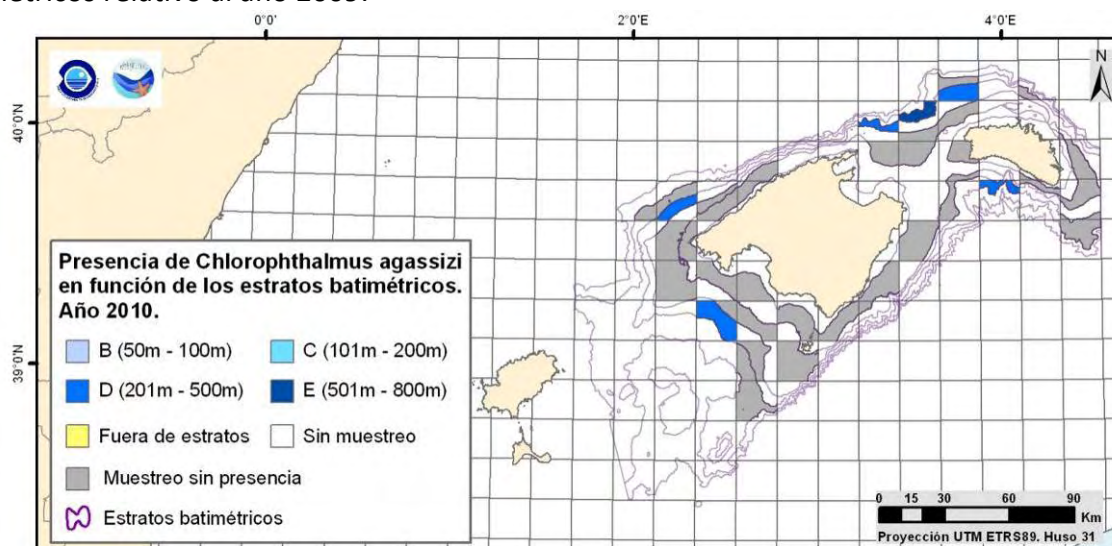 0°0'
2°0'E
4°0'E
N
40°0'N
39°0'N
Presencia de Chlorophthalmus agassizi
en función de los estratos batimétricos.
Año 2010.
B (50m - 100m)
C (101m - 200m)
D (201m - 500m)
E (501m - 800m)
Fuera de estratos
Sin muestreo
Muestreo sin presencia
Estratos batimétricos
0 15 30 60 90
Km
Proyección UTM ETRS89. Huso 31